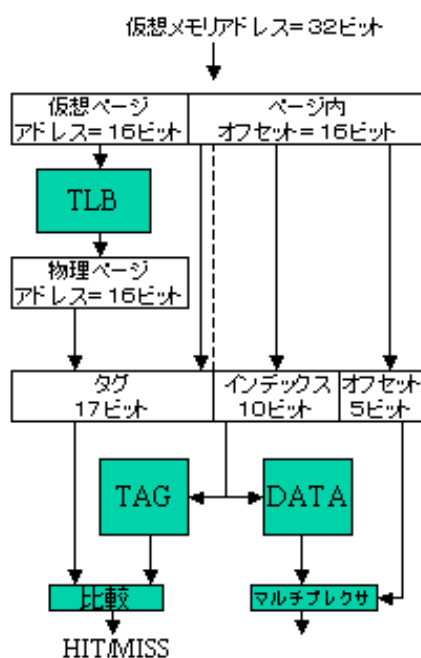 仮想メモリアドレス=32ビット
仮想ページ
アドレス=16ビット
ページ内
オフセット=16ビット
TLB
物理ページ
アドレス=16ビット
タグ
17ビット
インデックス
10ビット
オフセット
5ビット
TAG
DATA
比較
マルチプレクサ
HIT/MISS